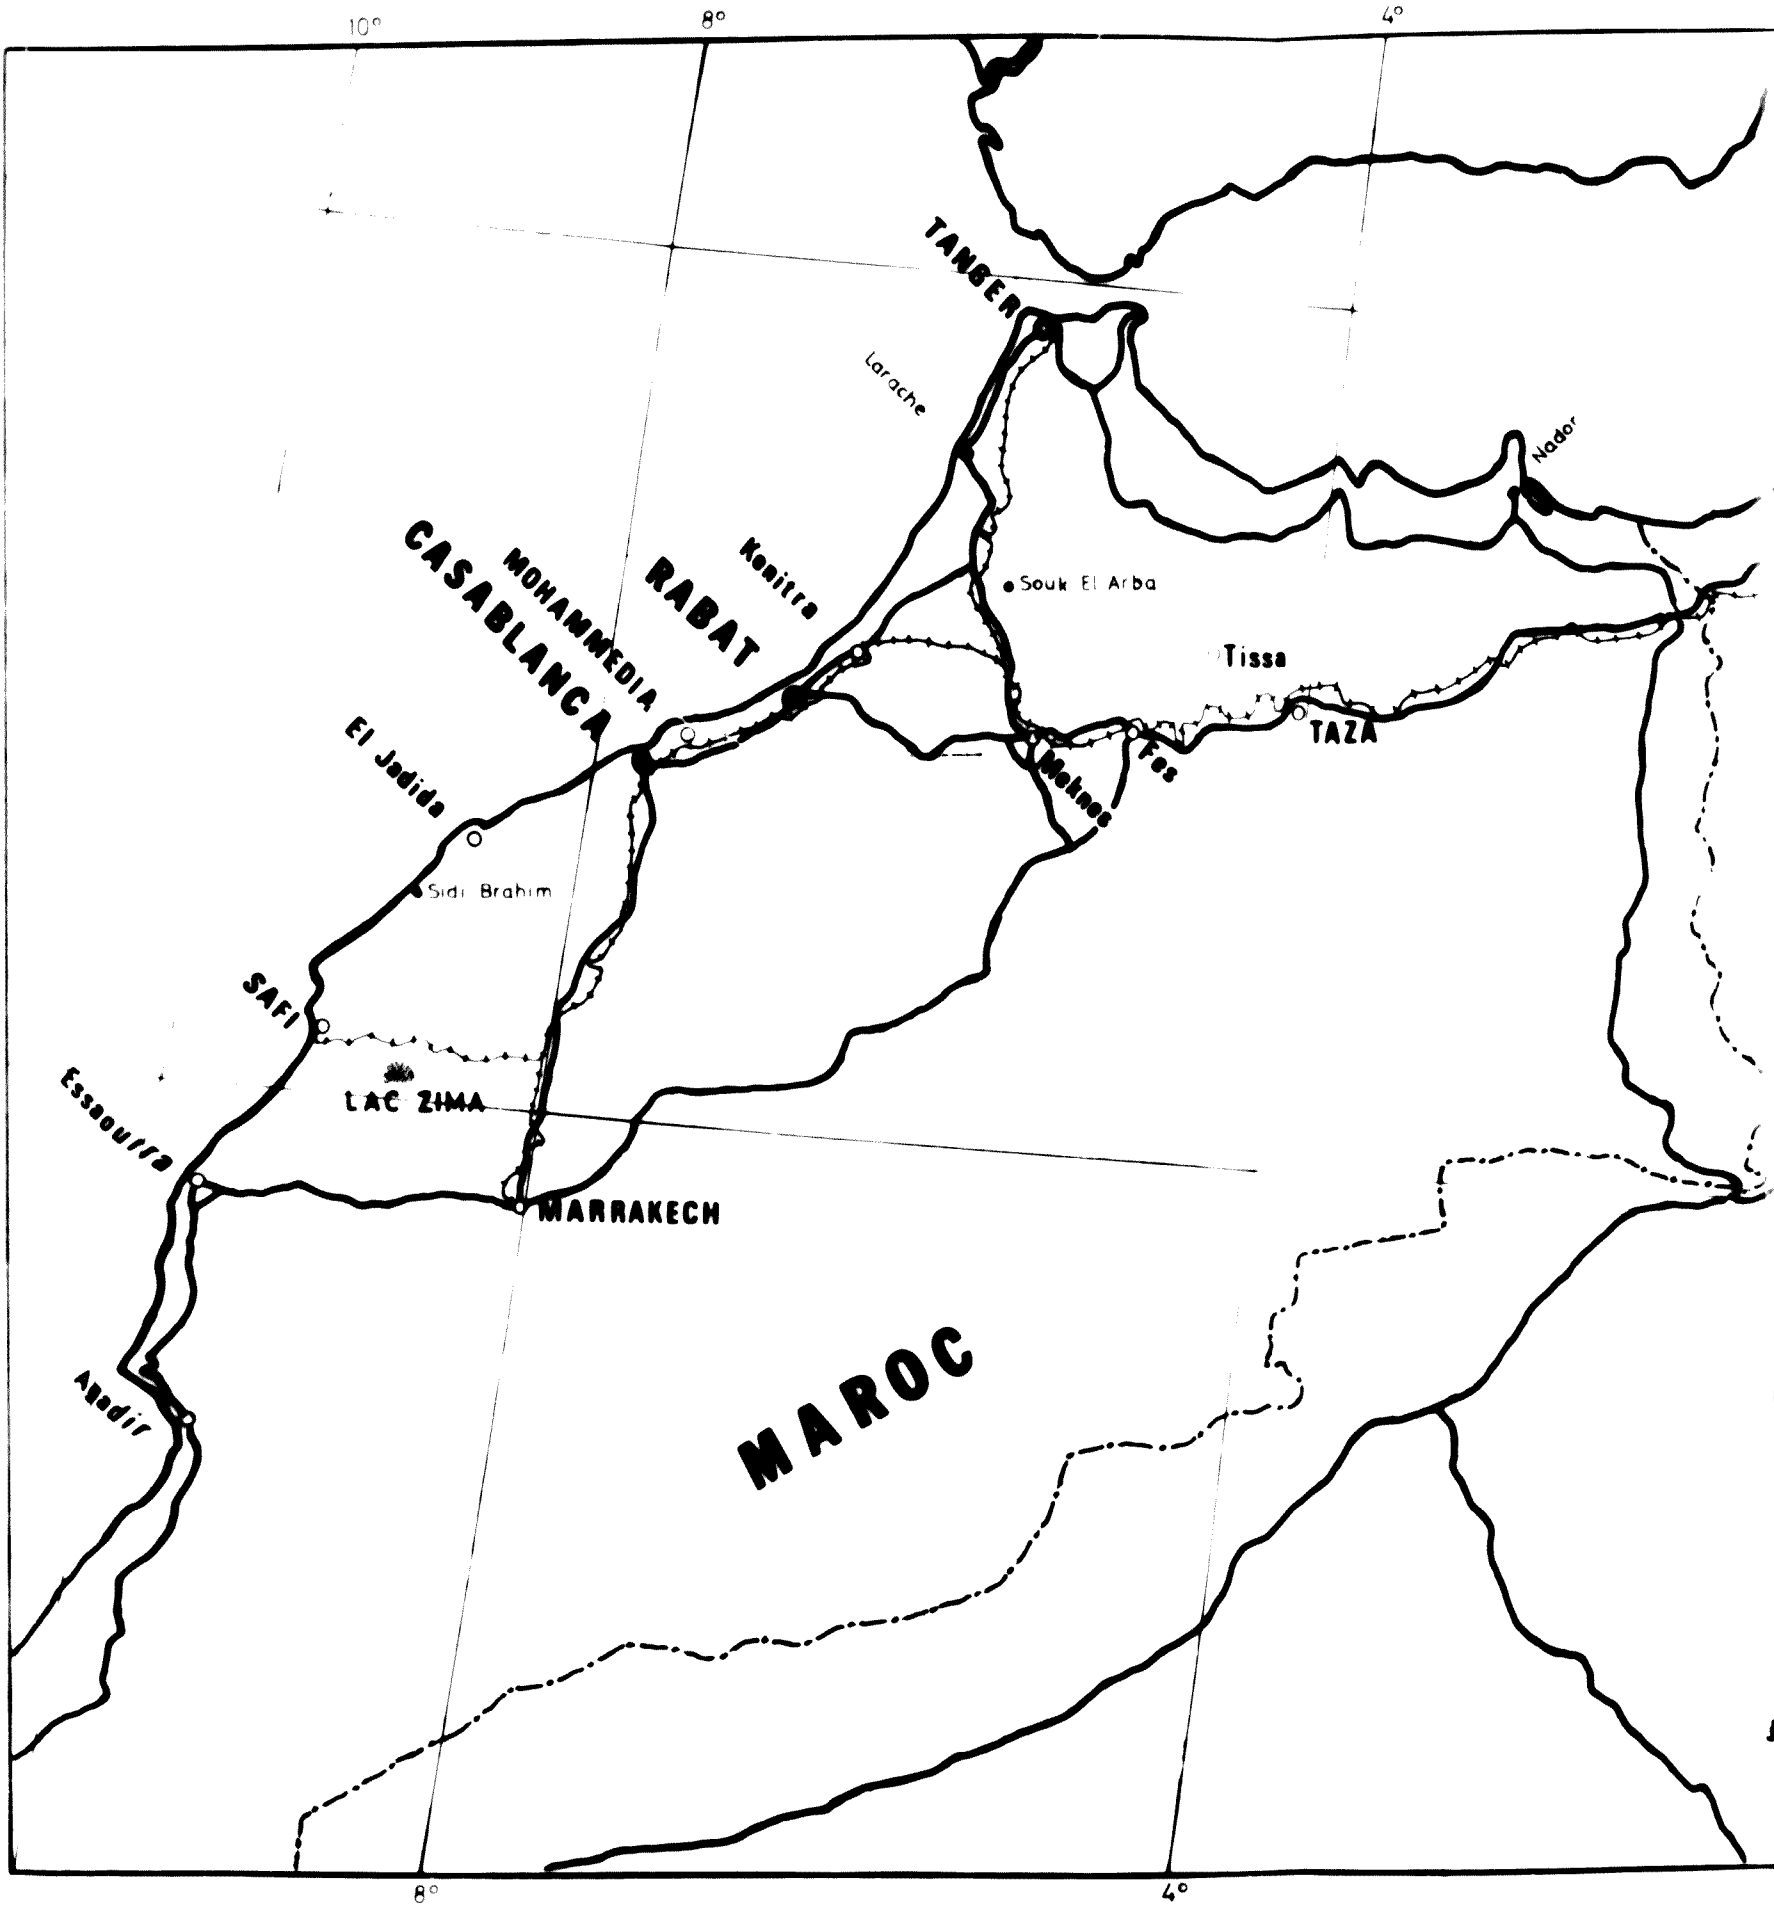 10°
8°
4°
TANGER
Larache
Nador
CASABLANCA
MOHAMMEDIA
RABAT
Kenitra
Souk El Arba
Tissa
TAZA
Fes
Meknes
El Jadida
Sidi Brahim
SAFI
LAC ZIMA
Essaourra
MARRAKECH
MAROC
Agadir
8°
4°